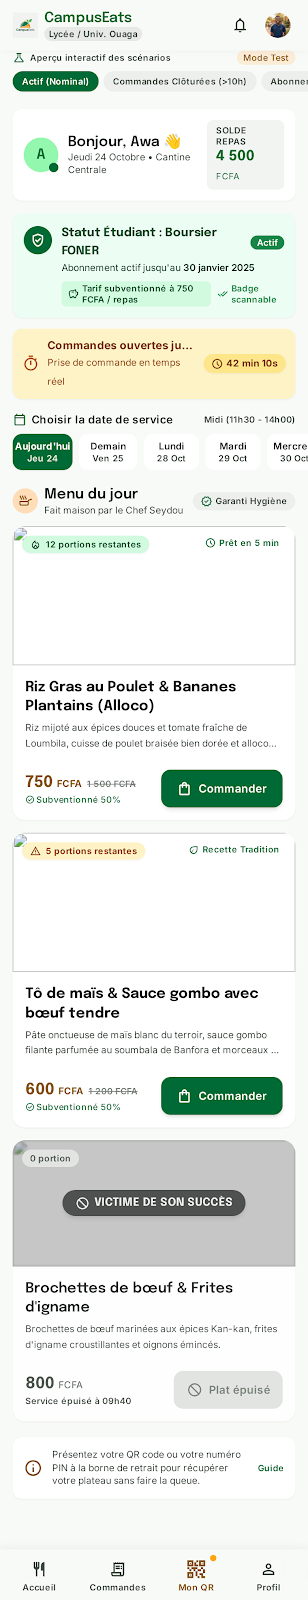 CampusEats
Lycée / Univ. Ouaga
Aperçu interactif des scénarios
Mode Test
Actif (Nominal)
Commandes Clôturées (>10h)
Abonnem
A
Bonjour, Awa 👋
Jeudi 24 Octobre • Cantine
Centrale
SOLDE
REPAS
4 500
FCFA
Statut Étudiant : Boursier
FONER
Actif
Abonnement actif jusqu'au 30 janvier 2025
Tarif subventionné à 750
FCFA / repas
Badge
scannable
Commandes ouvertes ju...
Prise de commande en temps
réel
42 min 10s
Choisir la date de service
Midi (11h30 - 14h00)
Aujourd'hui
Jeu 24
Demain
Ven 25
Lundi
28 Oct
Mardi
29 Oct
Mercre
30 Oct
Menu du jour
Fait maison par le Chef Seydou
Garanti Hygiène
12 portions restantes
Prêt en 5 min
Riz Gras au Poulet & Bananes
Plantains (Alloco)
Riz mijoté aux épices douces et tomate fraîche de
Loumbila, cuisse de poulet braisée bien dorée et alloco...
750 FCFA 1 500 FCFA
Subventionné 50%
Commander
5 portions restantes
Recette Tradition
Tô de maïs & Sauce gombo avec
bœuf tendre
Pâte onctueuse de maïs blanc du terroir, sauce gombo
filante parfumée au soumbala de Banfora et morceaux ...
600 FCFA 1 200 FCFA
Subventionné 50%
Commander
0 portion
VICTIME DE SON SUCCÈS
Brochettes de bœuf & Frites
d'igname
Brochettes de bœuf marinées aux épices Kan-kan, frites
d'igname croustillantes et oignons émincés.
800 FCFA
Service épuisé à 09h40
Plat épuisé
Présentez votre QR code ou votre numéro
PIN à la borne de retrait pour récupérer
votre plateau sans faire la queue.
Guide
Accueil
Commandes
Mon QR
Profil